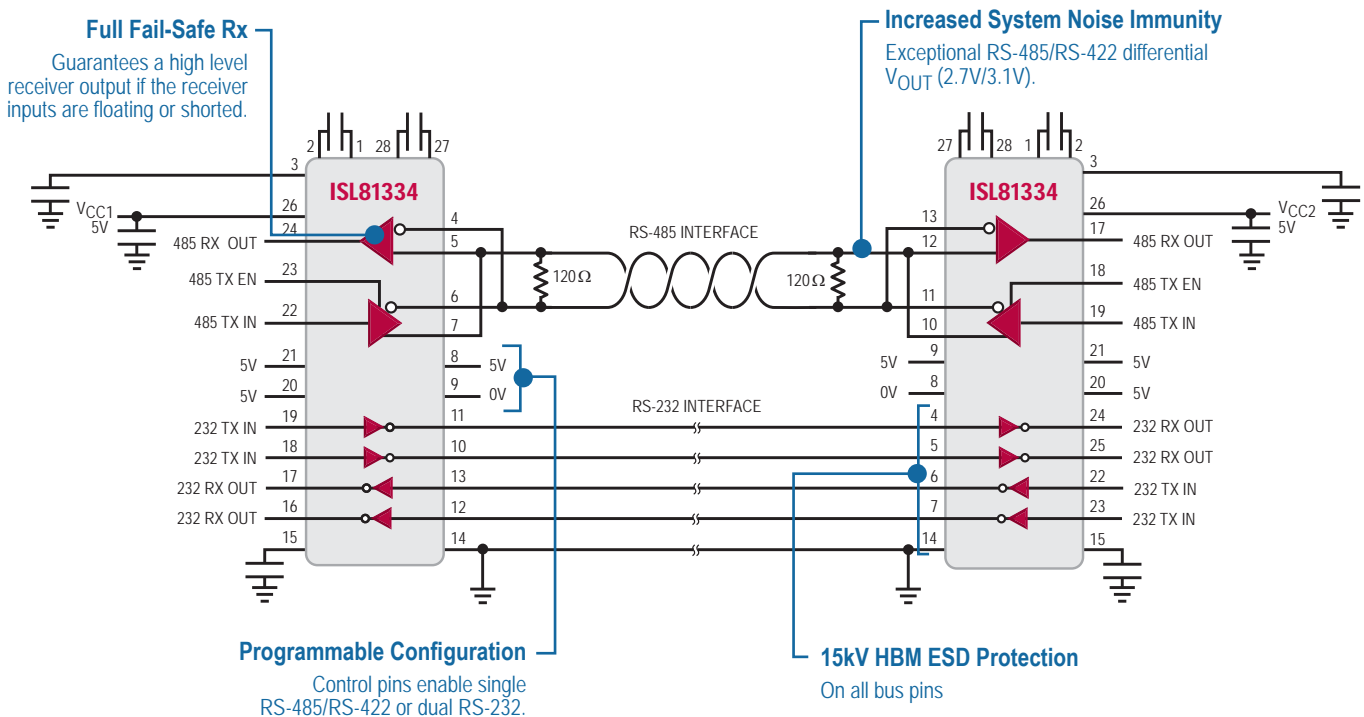 Full Fail-Safe Rx
Guarantees a high level
receiver output if the receiver
inputs are floating or shorted.
Increased System Noise Immunity
Exceptional RS-485/RS-422 differential
VOUT (2.7V/3.1V).
2 1 28 27
27 28 1 2
3
3
ISL81334
ISL81334
VCC1
5V
26
26
VCC2
5V
24
485 RX OUT
4
5
RS-485 INTERFACE
13
12
17
485 RX OUT
23
485 TX EN
18
485 TX EN
120Ω
120Ω
6
11
22
485 TX IN
7
10
19
485 TX IN
5V
21
8
5V
5V
9
21
5V
5V
20
9
0V
0V
8
20
5V
RS-232 INTERFACE
232 TX IN
19
11
4
24
232 RX OUT
232 TX IN
18
10
5
25
232 RX OUT
232 RX OUT
17
13
6
22
232 TX IN
232 RX OUT
16
12
7
23
232 TX IN
15
14
14
15
Programmable Configuration
Control pins enable single
RS-485/RS-422 or dual RS-232.
15kV HBM ESD Protection
On all bus pins